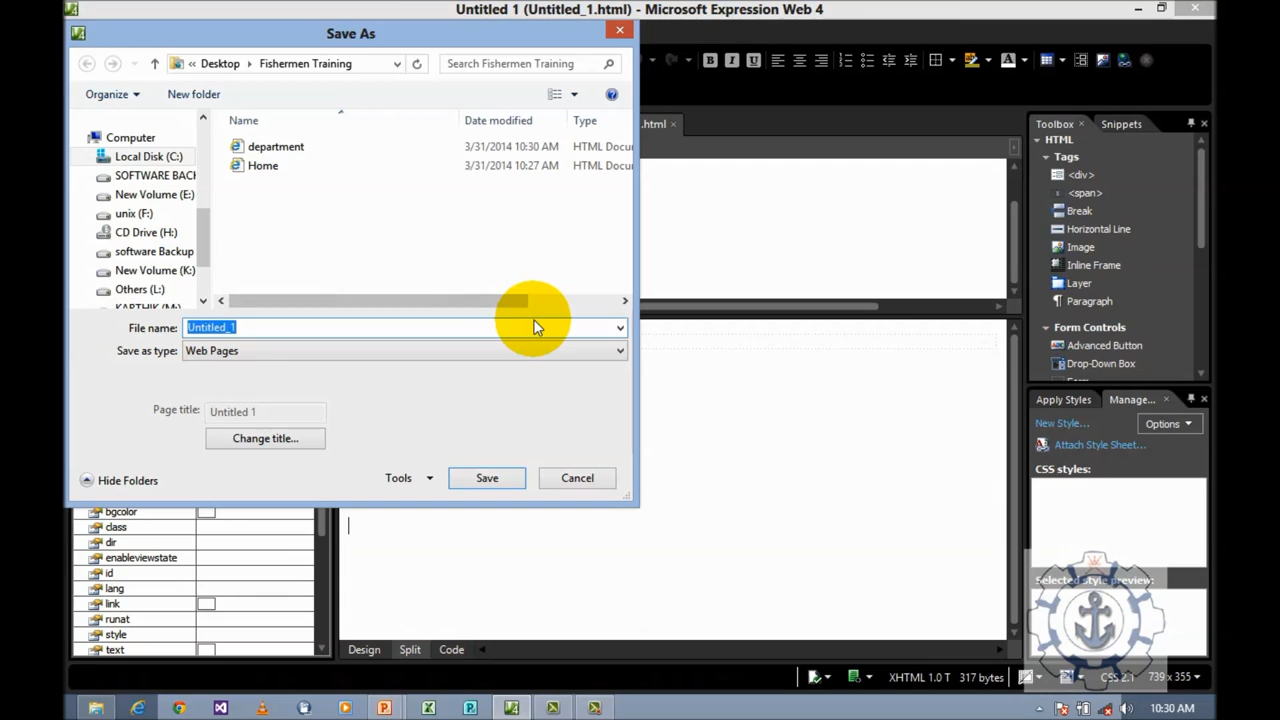 Untitled 1 (Untitled_1.html) - Microsoft Expression Web 4
Save As
Desktop
Fishermen Training
Search Fishermen Training
Organize
New folder
Name
Date modified
Type
Computer
Local Disk (C:)
SOFTWARE BACK
New Volume (E:)
unix (F:)
CD Drive (H:)
software Backup
New Volume (K:)
Others (L:)
KARTHIK (M:)
department
3/31/2014 10:30 AM
HTML Docu
Home
3/31/2014 10:27 AM
HTML Docu
File name:
Untitled_1
Save as type:
Web Pages
Page title:
Untitled 1
Change title...
Hide Folders
Tools
Save
Cancel
bgcolor
class
dir
enableviewstate
id
lang
link
runat
style
text
.html
B I U
A
Design
Split
Code
Toolbox
Snippets
HTML
Tags
<div>
<span>
Break
Horizontal Line
Image
Inline Frame
Layer
Paragraph
Form Controls
Advanced Button
Drop-Down Box
Apply Styles
Manage...
New Style...
Options
Attach Style Sheet...
CSS styles:
Selected style preview:
XHTML 1.0 T
317 bytes
CSS 2.1
739 x 355
10:30 AM